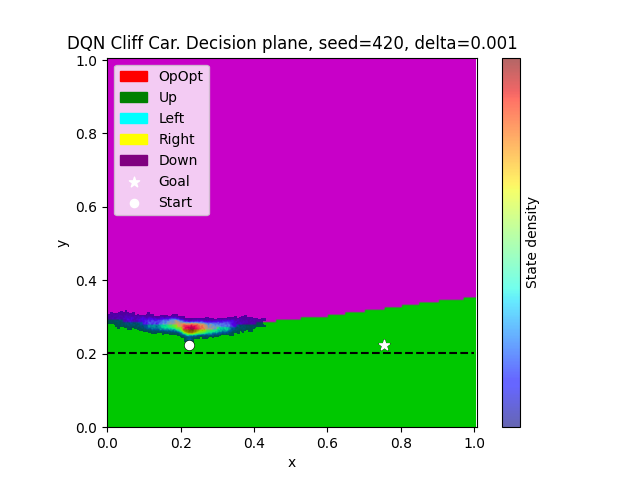 DQN Cliff Car. Decision plane, seed=420, delta=0.001
1.0
0.8
0.6
0.4
0.2
0.0
y
OpOpt
Up
Left
Right
Down
Goal
Start
0.0 0.2 0.4 0.6 0.8 1.0
x
State density